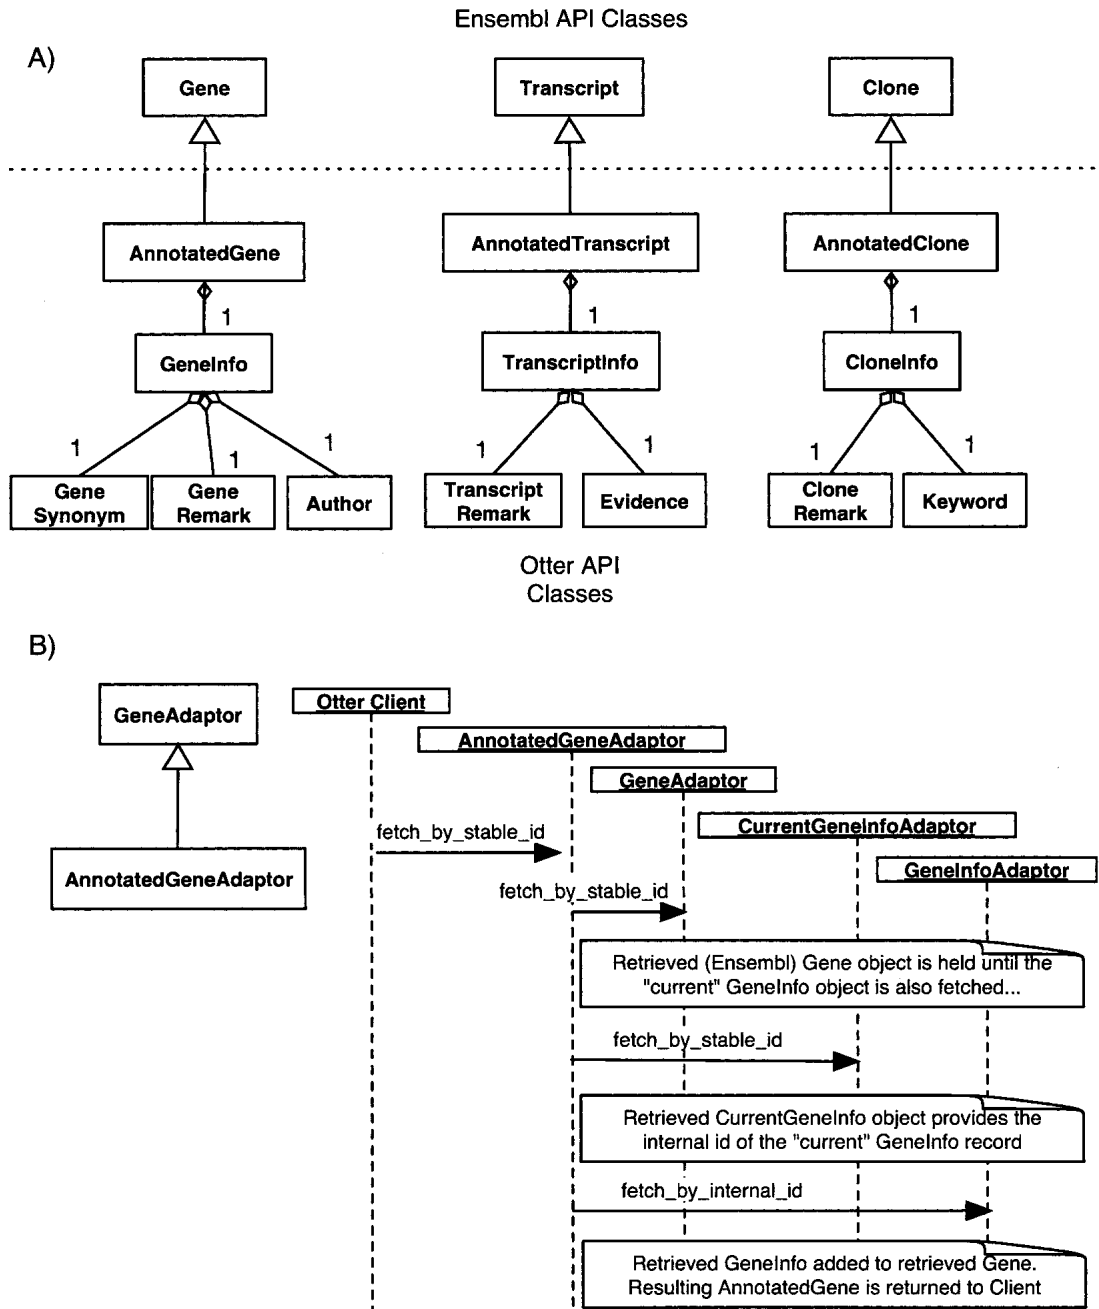 Ensembl API Classes
A)
Gene
Transcript
Clone
AnnotatedGene
AnnotatedTranscript
AnnotatedClone
1
1
1
GeneInfo
TranscriptInfo
CloneInfo
1
1
1
1
1
1
1
Gene
Synonym
Gene
Remark
Author
Transcript
Remark
Evidence
Clone
Remark
Keyword
Otter API
Classes
B)
GeneAdaptor
AnnotatedGeneAdaptor
Otter Client
AnnotatedGeneAdaptor
GeneAdaptor
CurrentGeneInfoAdaptor
GeneInfoAdaptor
fetch_by_stable_id
fetch_by_stable_id
Retrieved (Ensembl) Gene object is held until the
"current" GeneInfo object is also fetched...
fetch_by_stable_id
Retrieved CurrentGeneInfo object provides the
internal id of the "current" GeneInfo record
fetch_by_internal_id
Retrieved GeneInfo added to retrieved Gene.
Resulting AnnotatedGene is returned to Client